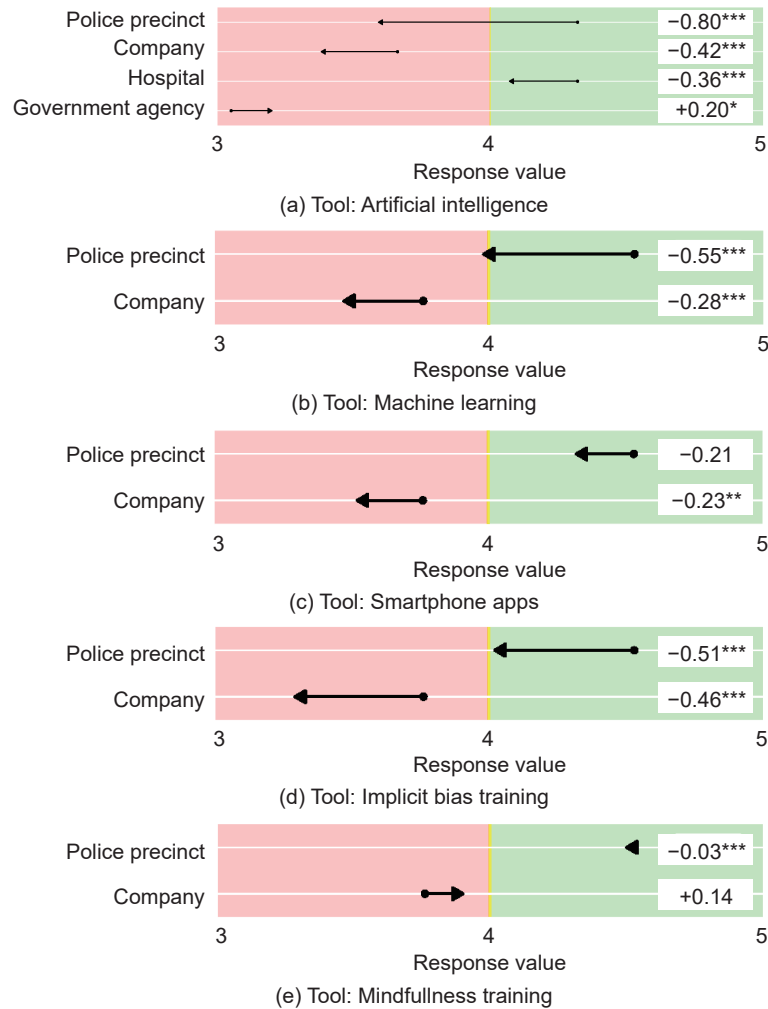 Police precinct −0.80***
Company −0.42***
Hospital −0.36***
Government agency +0.20*
3 4 5
Response value
(a) Tool: Artificial intelligence
Police precinct −0.55***
Company −0.28***
3 4 5
Response value
(b) Tool: Machine learning
Police precinct −0.21
Company −0.23**
3 4 5
Response value
(c) Tool: Smartphone apps
Police precinct −0.51***
Company −0.46***
3 4 5
Response value
(d) Tool: Implicit bias training
Police precinct −0.03***
Company +0.14
3 4 5
Response value
(e) Tool: Mindfullness training